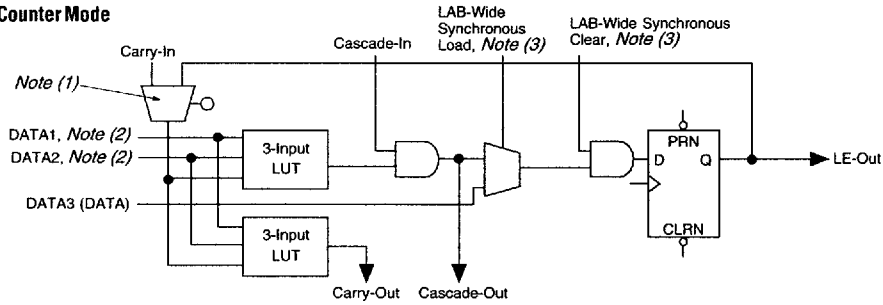 Counter Mode
Carry-In
Note (1)
Cascade-In
LAB-Wide
Synchronous
Load, Note (3)
LAB-Wide Synchronous
Clear, Note (3)
DATA1, Note (2)
DATA2, Note (2)
3-Input
LUT
DATA3 (DATA)
3-Input
LUT
PRN
D
Q
CLRN
LE-Out
Carry-Out
Cascade-Out